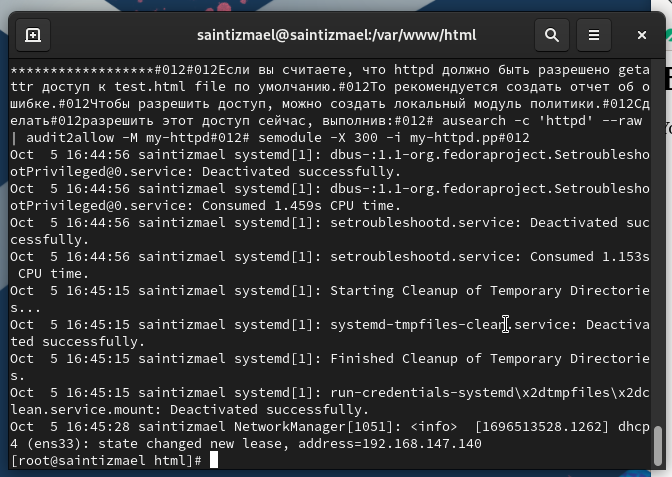 saintizmael@saintizmael:/var/www/html
******************#012#012Если вы считаете, что httpd должно быть разрешено geta
ttr доступ к test.html file по умолчанию.#012То рекомендуется создать отчет об о
шибке.#012Чтобы разрешить доступ, можно создать локальный модуль политики.#012Сд
елать#012разрешить этот доступ сейчас, выполнив:#012# ausearch -c 'httpd' --raw
| audit2allow -M my-httpd#012# semodule -X 300 -i my-httpd.pp#012
Oct  5 16:44:56 saintizmael systemd[1]: dbus-:1.1-org.fedoraproject.Setroublesho
otPrivileged@0.service: Deactivated successfully.
Oct  5 16:44:56 saintizmael systemd[1]: dbus-:1.1-org.fedoraproject.Setroublesho
otPrivileged@0.service: Consumed 1.459s CPU time.
Oct  5 16:44:56 saintizmael systemd[1]: setroubleshootd.service: Deactivated suc
cessfully.
Oct  5 16:44:56 saintizmael systemd[1]: setroubleshootd.service: Consumed 1.153s
 CPU time.
Oct  5 16:45:15 saintizmael systemd[1]: Starting Cleanup of Temporary Directorie
s...
Oct  5 16:45:15 saintizmael systemd[1]: systemd-tmpfiles-clean.service: Deactiva
ted successfully.
Oct  5 16:45:15 saintizmael systemd[1]: Finished Cleanup of Temporary Directorie
s.
Oct  5 16:45:15 saintizmael systemd[1]: run-credentials-systemd\x2dtmpfiles\x2dc
lean.service.mount: Deactivated successfully.
Oct  5 16:45:28 saintizmael NetworkManager[1051]: <info>  [1696513528.1262] dhcp
4 (ens33): state changed new lease, address=192.168.147.140
[root@saintizmael html]#